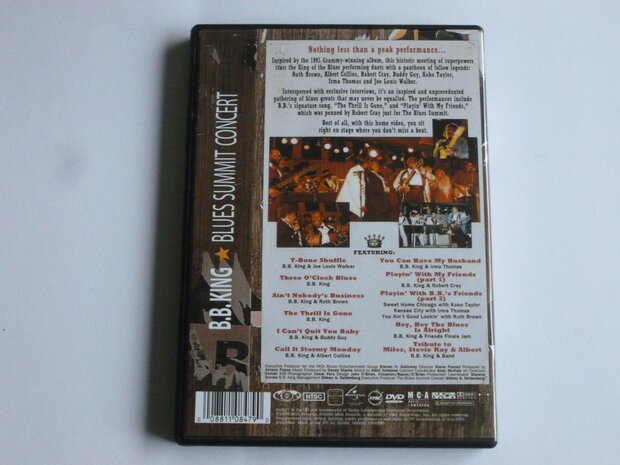 B.B. KING ★ BLUES SUMMIT CONCERT
Nothing less than a peak performance...
Inspired by the 1993 Grammy-winning album, this historic meeting of superpowers
stars the King of the Blues performing duets with a pantheon of fellow legends:
Ruth Brown, Albert Collins, Robert Cray, Buddy Guy, Koko Taylor,
Irma Thomas and Joe Louis Walker.
Interspersed with exclusive interviews, it's an inspired and unprecedented
gathering of blues greats that may never be equalled. The performances include
B.B.'s signature song, "The Thrill Is Gone," and "Playin' With My Friends,"
which was penned by Robert Cray just for The Blues Summit.
Best of all, with this home video, you sit
right on stage where you don't miss a beat.
FEATURING:
T-Bone Shuffle
B.B. King & Joe Louis Walker
Three O'Clock Blues
B.B. King
Ain't Nobody's Business
B.B. King & Ruth Brown
The Thrill Is Gone
B.B. King
I Can't Quit You Baby
B.B. King & Buddy Guy
Call It Stormy Monday
B.B. King & Albert Collins
You Can Have My Husband
B.B. King & Irma Thomas
Playin' With My Friends
(part 1)
B.B. King & Robert Cray
Playin' With B.B.'s Friends
(part 2)
Sweet Home Chicago with Koko Taylor
Kansas City with Irma Thomas
You Ain't Good Lookin' with Ruth Brown
Hey, Hey The Blues
Is Alright
B.B. King & Friends Finale Jam
Tribute to
Miles, Stevie Ray & Albert
B.B. King & Band
0 08811 08479 0
NTSC
DVD
MCA